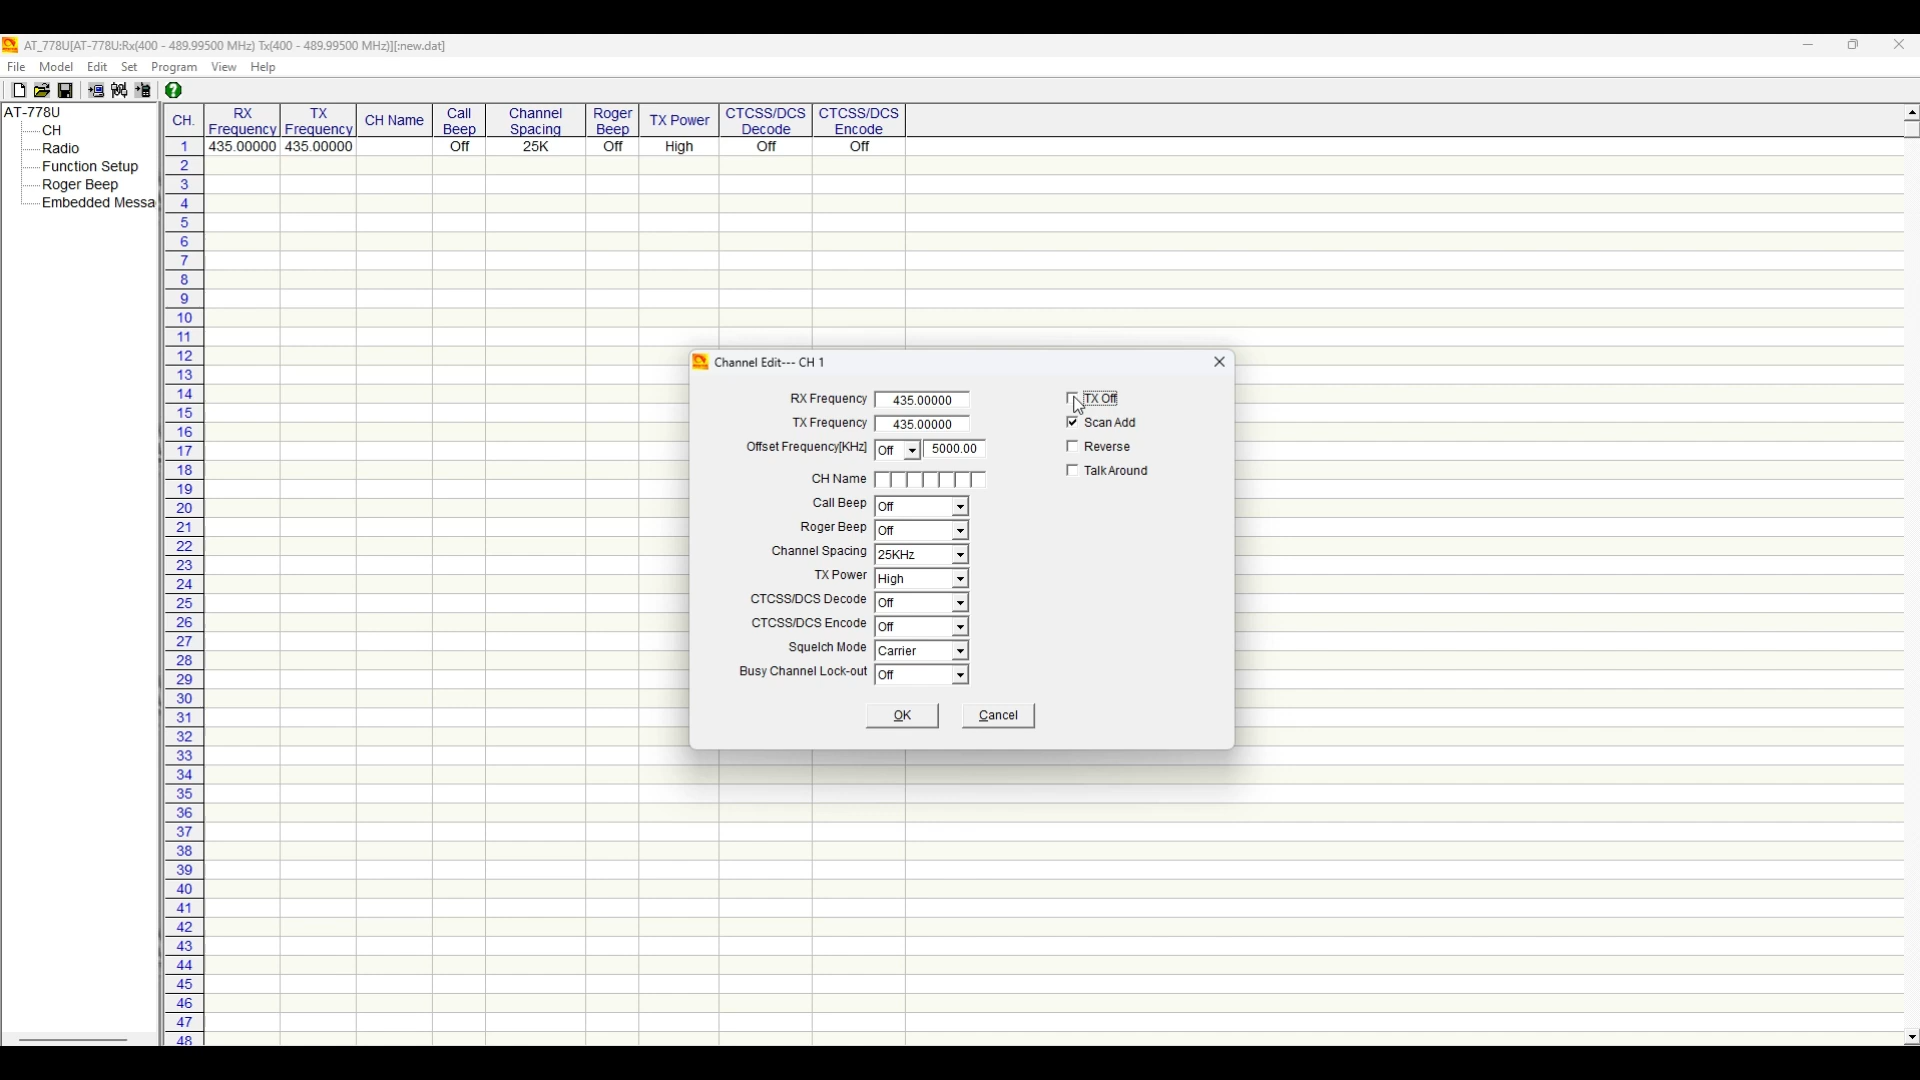 AT_778U[AT-778U:Rx(400 - 489.99500 MHz) Tx(400 - 489.99500 MHz)][:new.dat]
File Model Edit Set Program View Help
AT-778U
CH
Radio
Function Setup
Roger Beep
Embedded Messa
CH. RX Frequency TX Frequency CH Name Call Beep Channel Spacing Roger Beep TX Power CTCSS/DCS Decode CTCSS/DCS Encode
1 435.00000 435.00000 Off 25K Off High Off Off
2
3
4
5
6
7
8
9
10
11
12
13
14
15
16
17
18
19
20
21
22
23
24
25
26
27
28
29
30
31
32
33
34
35
36
37
38
39
40
41
42
43
44
45
46
47
48
Channel Edit--- CH 1
RX Frequency 435.00000
TX Frequency 435.00000
Offset Frequency[KHz] Off 5000.00
CH Name
Call Beep Off
Roger Beep Off
Channel Spacing 25KHz
TX Power High
CTCSS/DCS Decode Off
CTCSS/DCS Encode Off
Squelch Mode Carrier
Busy Channel Lock-out Off
TX Off
Scan Add
Reverse
Talk Around
OK Cancel